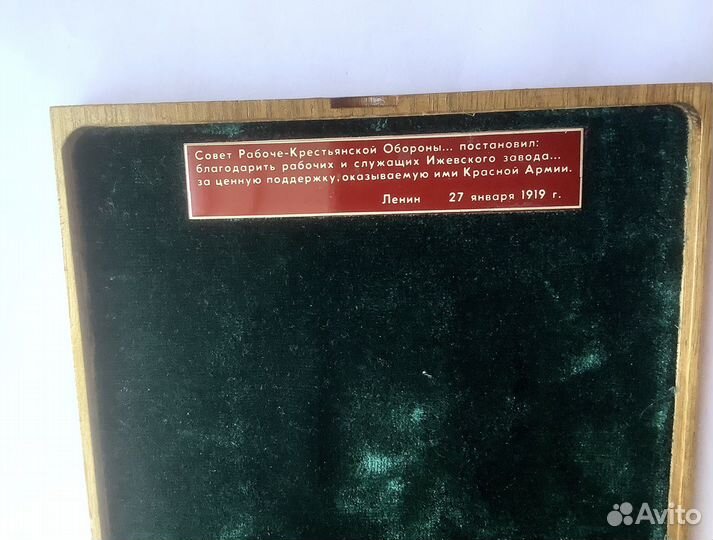 Совет Рабоче-Крестьянской Обороны... постановил:
благодарить рабочих и служащих Ижевского завода...
за ценную поддержку, оказываемую ими Красной Армии.
Ленин 27 января 1919 г.
Avito